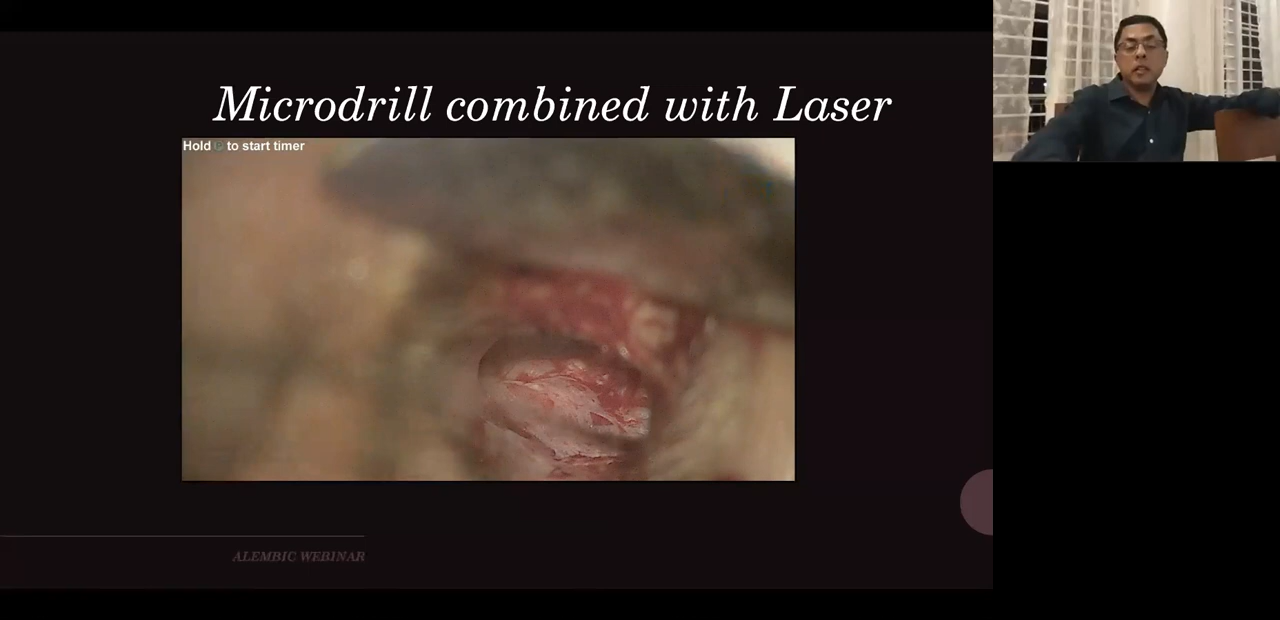 Microdrill combined with Laser
Hold to start timer
ALEMBIC WEBINAR